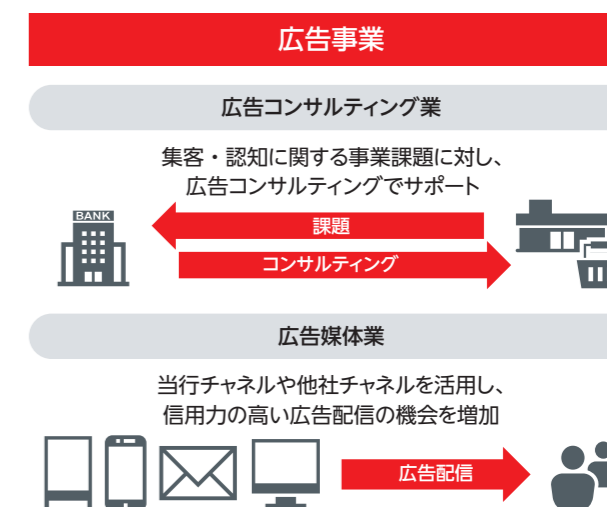 広告事業
広告コンサルティング業
集客・認知に関する事業課題に対し、
広告コンサルティングでサポート
BANK
課題
コンサルティング
広告媒体業
当行チャネルや他社チャネルを活用し、
信用力の高い広告配信の機会を増加
広告配信